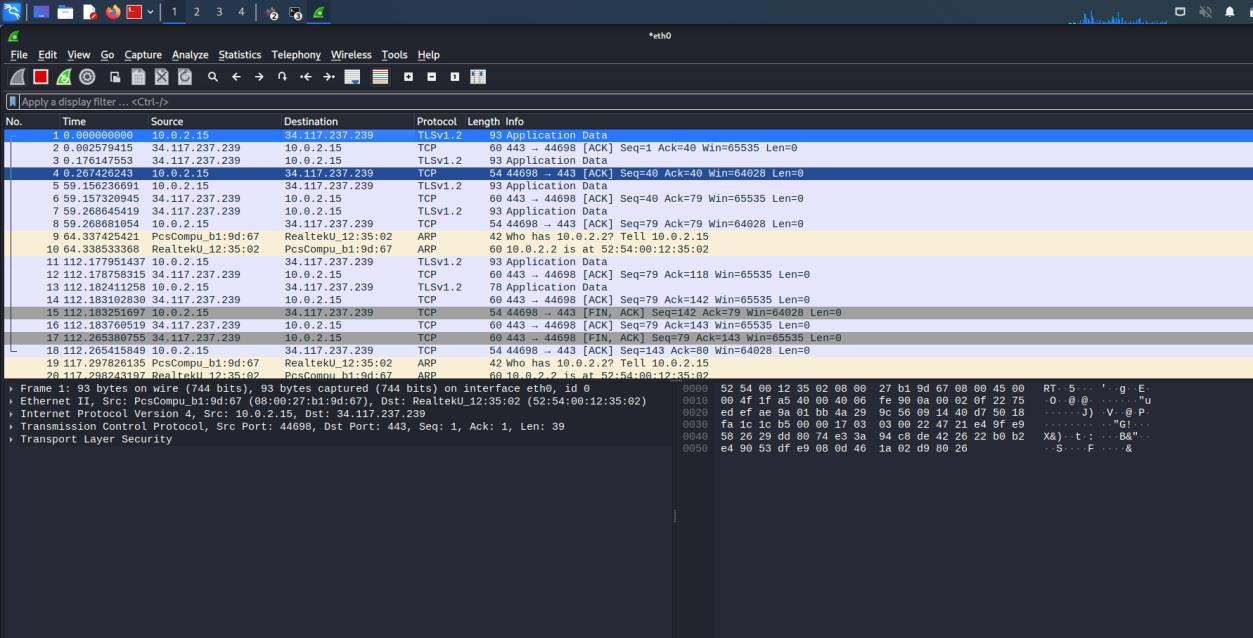 1 2 3 4
*eth0
File Edit View Go Capture Analyze Statistics Telephony Wireless Tools Help
Apply a display filter … <Ctrl-/>
No. Time Source Destination Protocol Length Info
1 0.000000000 10.0.2.15 34.117.237.239 TLSv1.2 93 Application Data
2 0.002579415 34.117.237.239 10.0.2.15 TCP 60 443 → 44698 [ACK] Seq=1 Ack=40 Win=65535 Len=0
3 0.176147553 34.117.237.239 10.0.2.15 TLSv1.2 93 Application Data
4 0.267426243 10.0.2.15 34.117.237.239 TCP 54 44698 → 443 [ACK] Seq=40 Ack=40 Win=64028 Len=0
5 59.156236691 10.0.2.15 34.117.237.239 TLSv1.2 93 Application Data
6 59.157320945 34.117.237.239 10.0.2.15 TCP 60 443 → 44698 [ACK] Seq=40 Ack=79 Win=65535 Len=0
7 59.268645419 34.117.237.239 10.0.2.15 TLSv1.2 93 Application Data
8 59.268681054 10.0.2.15 34.117.237.239 TCP 54 44698 → 443 [ACK] Seq=79 Ack=79 Win=64028 Len=0
9 64.337425421 PcsCompu_b1:9d:67 RealtekU_12:35:02 ARP 42 Who has 10.0.2.2? Tell 10.0.2.15
10 64.338533368 RealtekU_12:35:02 PcsCompu_b1:9d:67 ARP 60 10.0.2.2 is at 52:54:00:12:35:02
11 112.177951437 10.0.2.15 34.117.237.239 TLSv1.2 93 Application Data
12 112.178758315 34.117.237.239 10.0.2.15 TCP 60 443 → 44698 [ACK] Seq=79 Ack=118 Win=65535 Len=0
13 112.182411258 10.0.2.15 34.117.237.239 TLSv1.2 78 Application Data
14 112.183102830 34.117.237.239 10.0.2.15 TCP 60 443 → 44698 [ACK] Seq=79 Ack=142 Win=65535 Len=0
15 112.183251697 10.0.2.15 34.117.237.239 TCP 54 44698 → 443 [FIN, ACK] Seq=142 Ack=79 Win=64028 Len=0
16 112.183760519 34.117.237.239 10.0.2.15 TCP 60 443 → 44698 [ACK] Seq=79 Ack=143 Win=65535 Len=0
17 112.265380755 34.117.237.239 10.0.2.15 TCP 60 443 → 44698 [FIN, ACK] Seq=79 Ack=143 Win=65535 Len=0
18 112.265415849 10.0.2.15 34.117.237.239 TCP 54 44698 → 443 [ACK] Seq=143 Ack=80 Win=64028 Len=0
19 117.297826135 PcsCompu_b1:9d:67 RealtekU_12:35:02 ARP 42 Who has 10.0.2.2? Tell 10.0.2.15
20 117.298243197 RealtekU_12:35:02 PcsCompu_b1:9d:67 ARP 60 10.0.2.2 is at 52:54:00:12:35:02
Frame 1: 93 bytes on wire (744 bits), 93 bytes captured (744 bits) on interface eth0, id 0
Ethernet II, Src: PcsCompu_b1:9d:67 (08:00:27:b1:9d:67), Dst: RealtekU_12:35:02 (52:54:00:12:35:02)
Internet Protocol Version 4, Src: 10.0.2.15, Dst: 34.117.237.239
Transmission Control Protocol, Src Port: 44698, Dst Port: 443, Seq: 1, Ack: 1, Len: 39
Transport Layer Security
0000 52 54 00 12 35 02 08 00 27 b1 9d 67 08 00 45 00 RT··5···'··g··E·
0010 00 4f 1f a5 40 00 40 06 fe 90 0a 00 02 0f 22 75 ·O··@·@·······"u
0020 ed ef ae 9a 01 bb 4a 29 9c 56 09 14 40 d7 50 18 ······J)·V··@·P·
0030 fa 1c 1c b5 00 00 17 03 03 00 22 47 21 e4 9f e9 ··········"G!···
0040 58 26 29 dd 80 74 e3 3a 94 c8 de 42 26 22 b0 b2 X&)··t·:···B&"··
0050 e4 90 53 df e9 08 0d 46 1a 02 d9 80 26 ··S····F····&